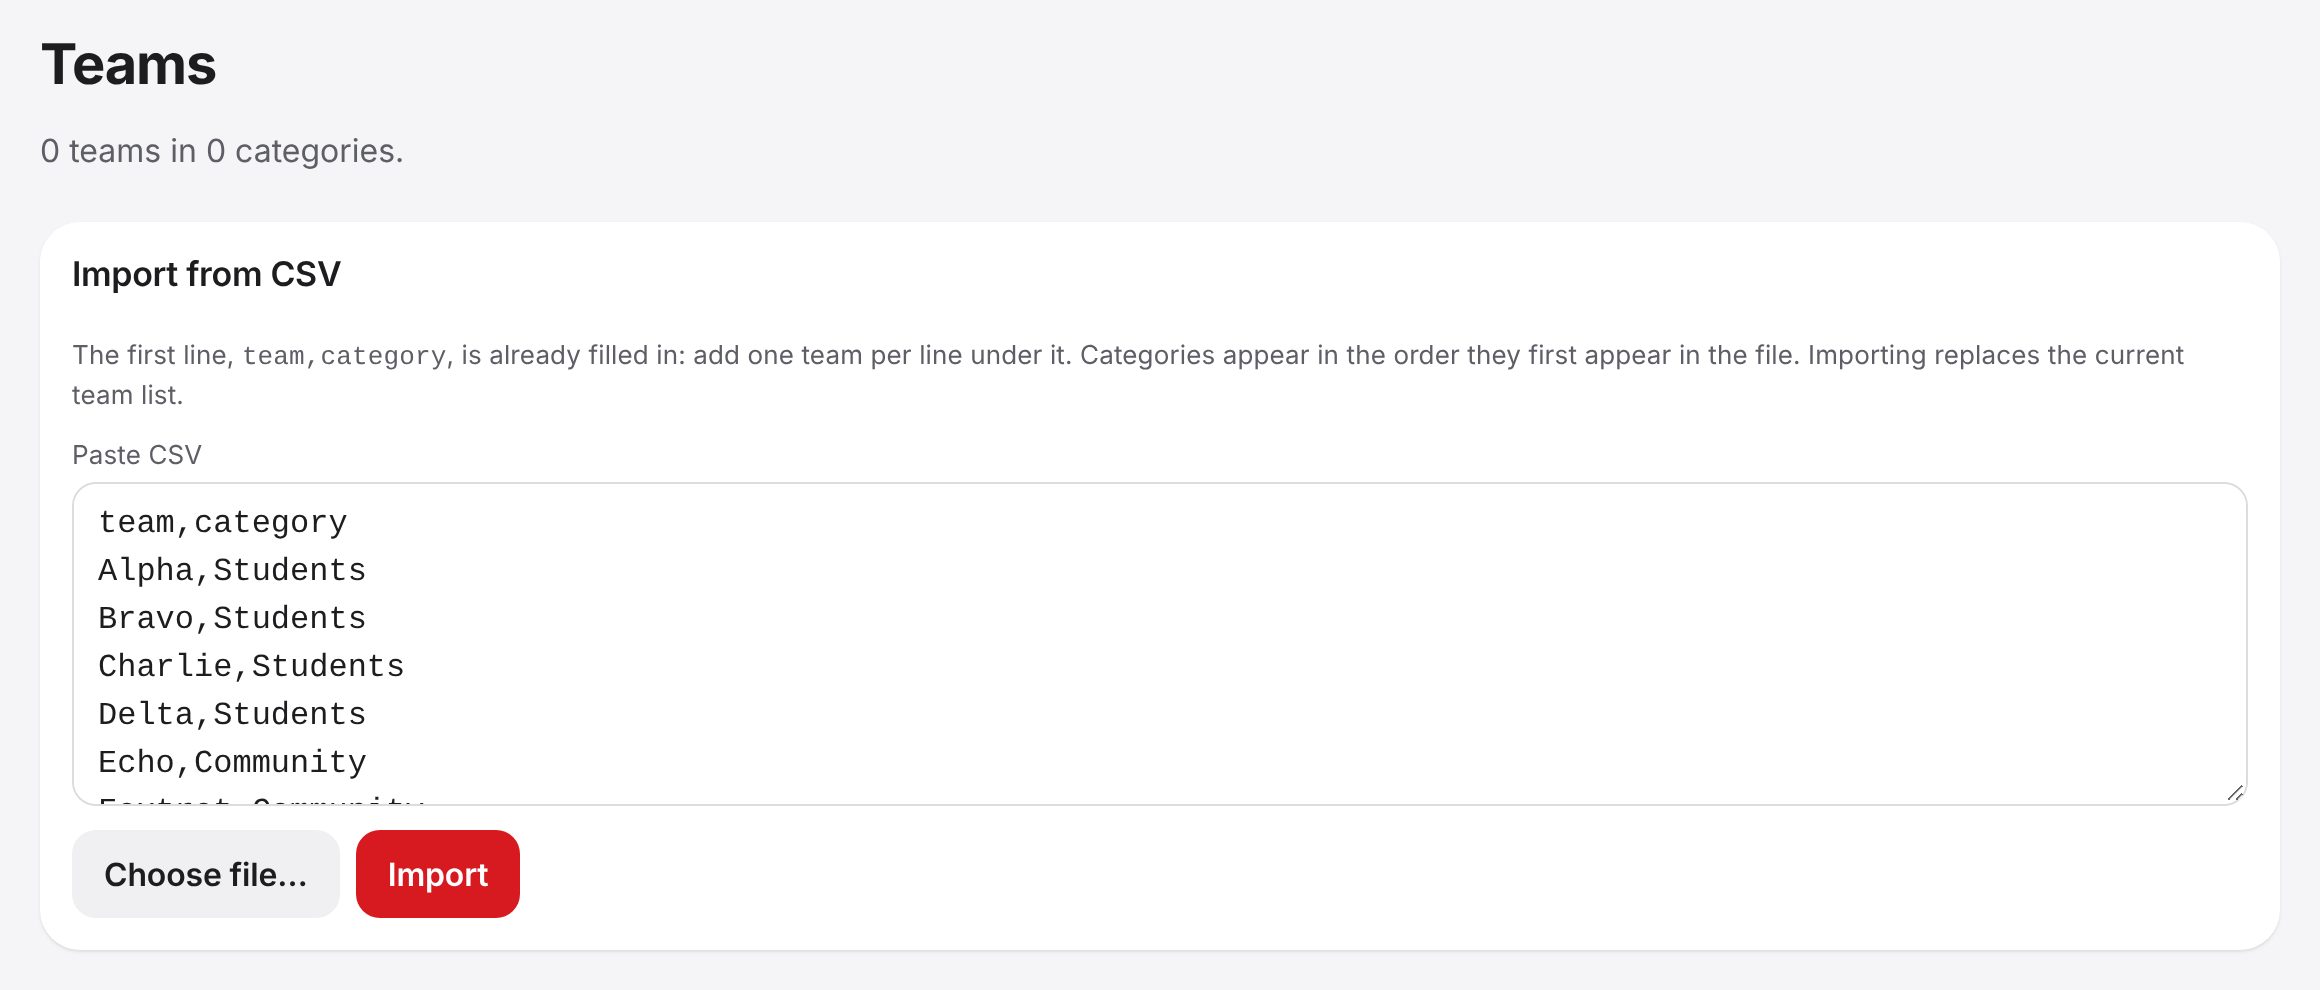 Teams
0 teams in 0 categories.
Import from CSV
The first line, team,category, is already filled in: add one team per line under it. Categories appear in the order they first appear in the file. Importing replaces the current
team list.
Paste CSV
team,category
Alpha,Students
Bravo,Students
Charlie,Students
Delta,Students
Echo,Community
Choose file...
Import